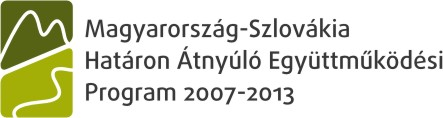 Magyarország-Szlovákia
Határon Átnyúló Együttműködési
Program 2007-2013